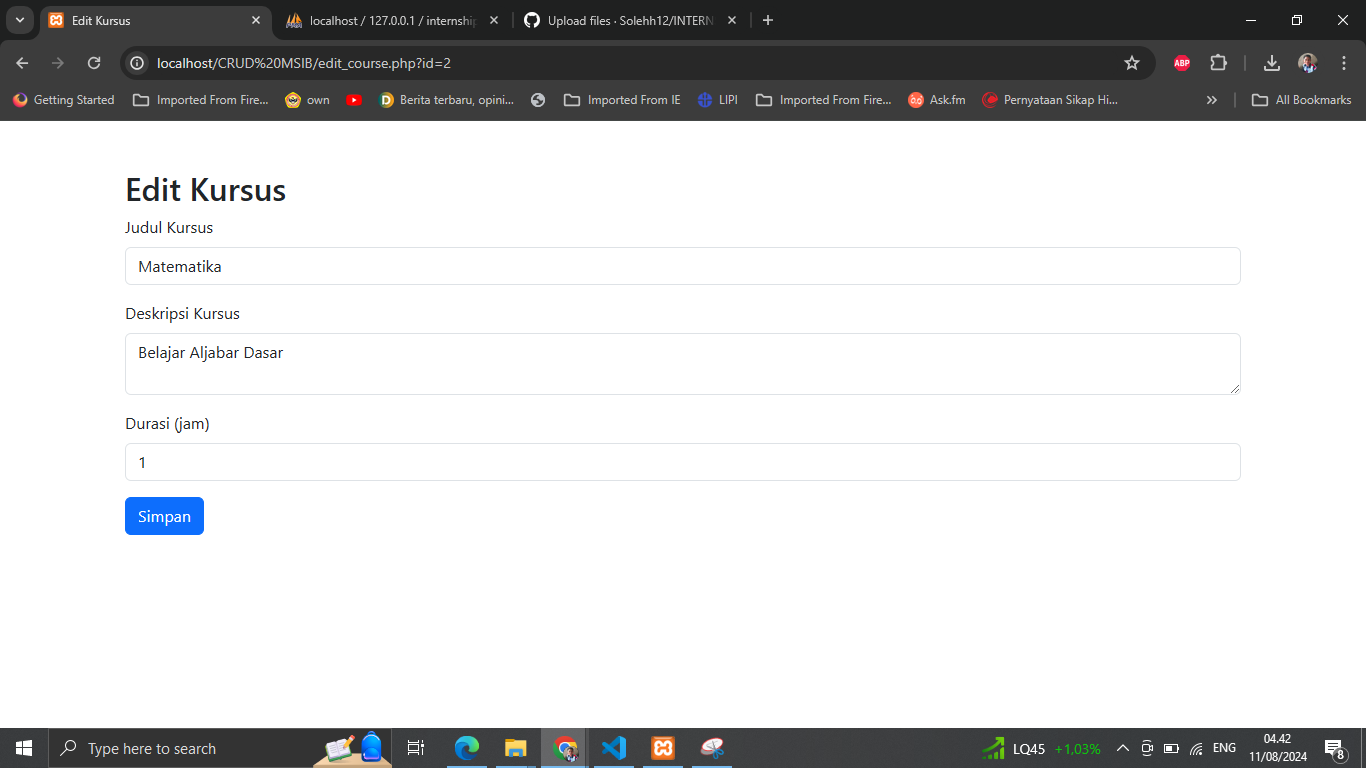 Edit Kursus
localhost / 127.0.0.1 / internship
Upload files · Solehh12/INTERN
localhost/CRUD%20MSIB/edit_course.php?id=2
ABP
Getting Started
Imported From Fire...
own
Berita terbaru, opini...
Imported From IE
LIPI
Imported From Fire...
Ask.fm
Pernyataan Sikap Hi...
All Bookmarks
Edit Kursus
Judul Kursus
Matematika
Deskripsi Kursus
Belajar Aljabar Dasar
Durasi (jam)
1
Simpan
Type here to search
LQ45 +1,03%
ENG
04.42
11/08/2024
8